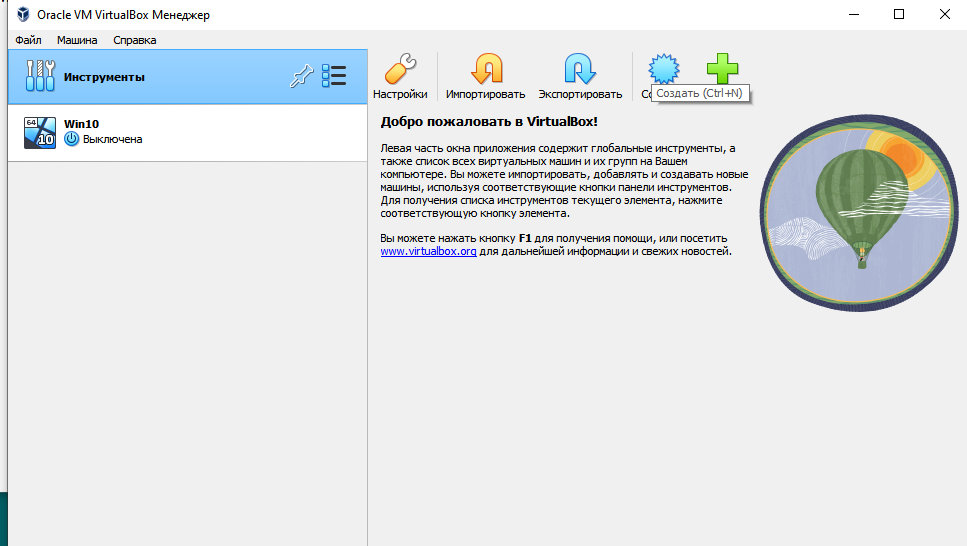 Oracle VM VirtualBox Менеджер
Файл Машина Справка
Инструменты
Настройки Импортировать Экспортировать
Создать (Ctrl+N)
64
10
Win10
Выключена
Добро пожаловать в VirtualBox!
Левая часть окна приложения содержит глобальные инструменты, а
также список всех виртуальных машин и их групп на Вашем
компьютере. Вы можете импортировать, добавлять и создавать новые
машины, используя соответствующие кнопки панели инструментов.
Для получения списка инструментов текущего элемента, нажмите
соответствующую кнопку элемента.
Вы можете нажать кнопку F1 для получения помощи, или посетить
www.virtualbox.org для дальнейшей информации и свежих новостей.